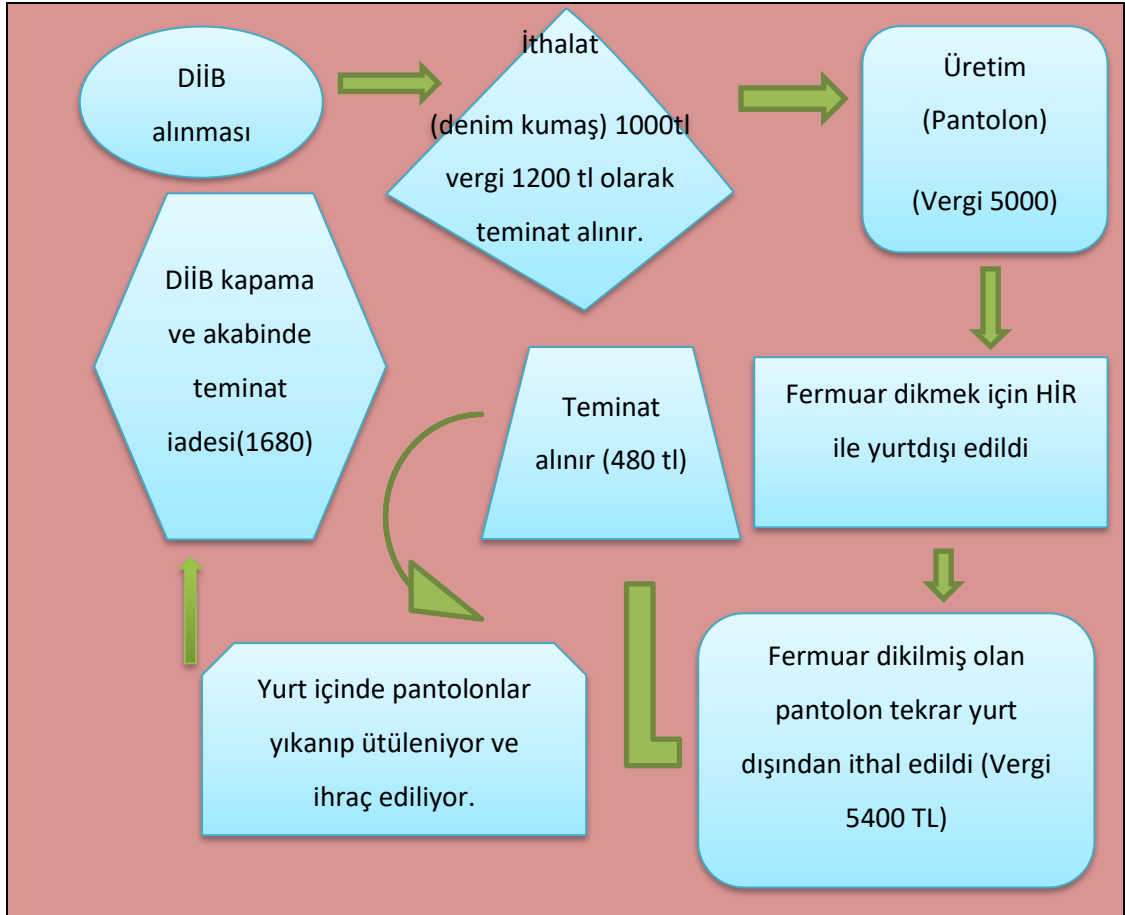 DİİB
alınması
İthalat
(denim kumaş) 1000tl
vergi 1200 tl olarak
teminat alınır.
Üretim
(Pantolon)
(Vergi 5000)
Fermuar dikmek için HİR
ile yurtdışı edildi
Fermuar dikilmiş olan
pantolon tekrar yurt
dışından ithal edildi (Vergi
5400 TL)
Teminat
alınır (480 tl)
Yurt içinde pantolonlar
yıkanıp ütüleniyor ve
ihraç ediliyor.
DİİB kapama
ve akabinde
teminat
iadesi(1680)